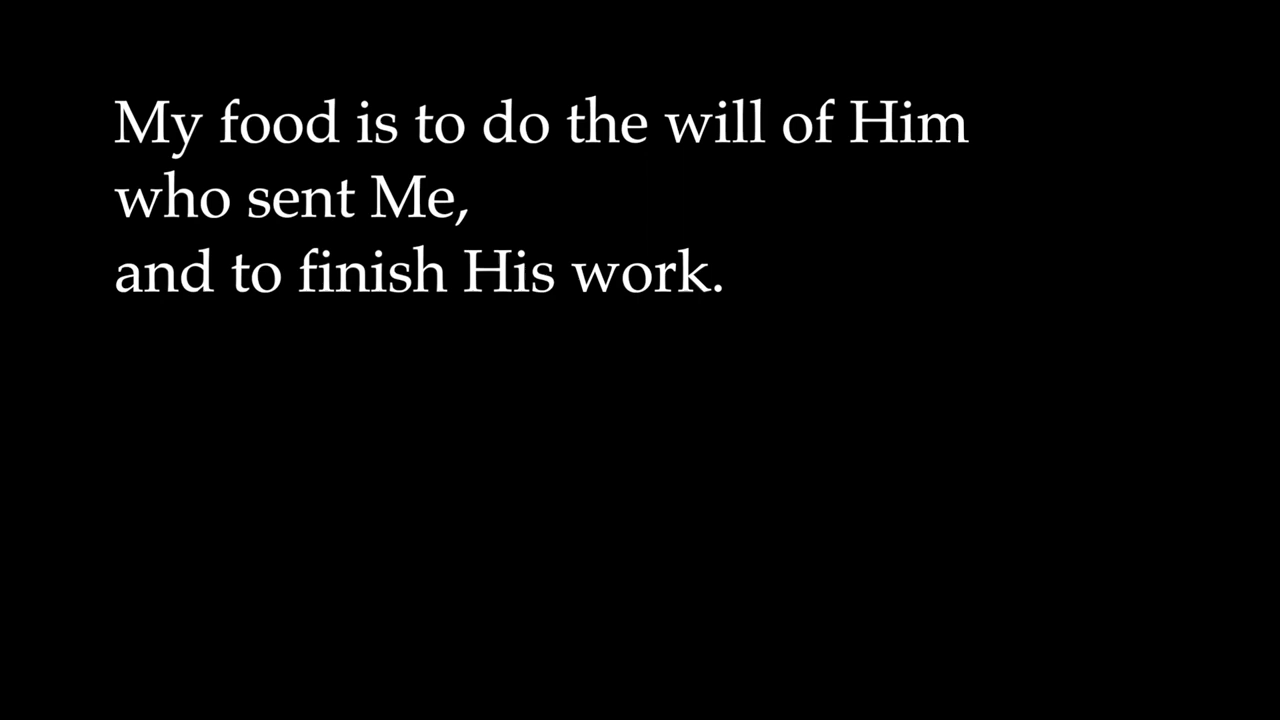 My food is to do the will of Him
who sent Me,
and to finish His work.